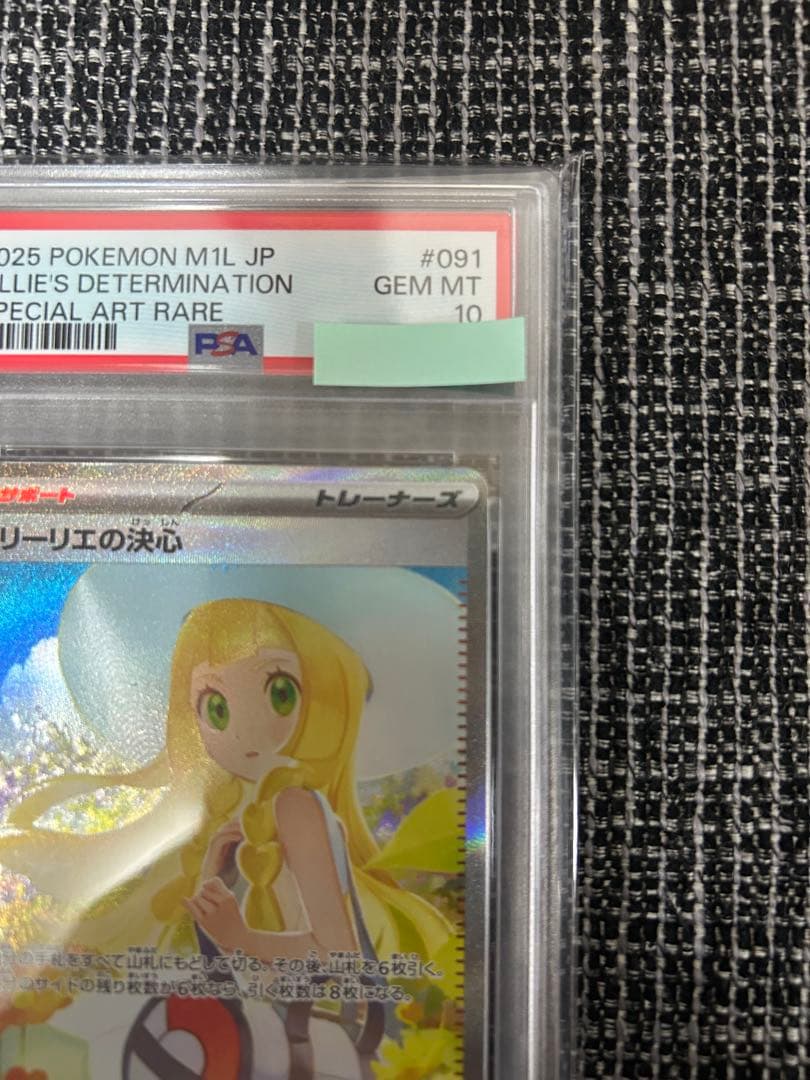 025 POKEMON M1L JP #091
LLIE'S DETERMINATION GEM MT
PECIAL ART RARE 10
PSA
サポート トレーナーズ
けっ しん
リーリエの決心
の手札をすべて山札にもどして切る。その後、山札を6枚引く。
のサイドの残り枚数が6枚なら、引く枚数は8枚になる。